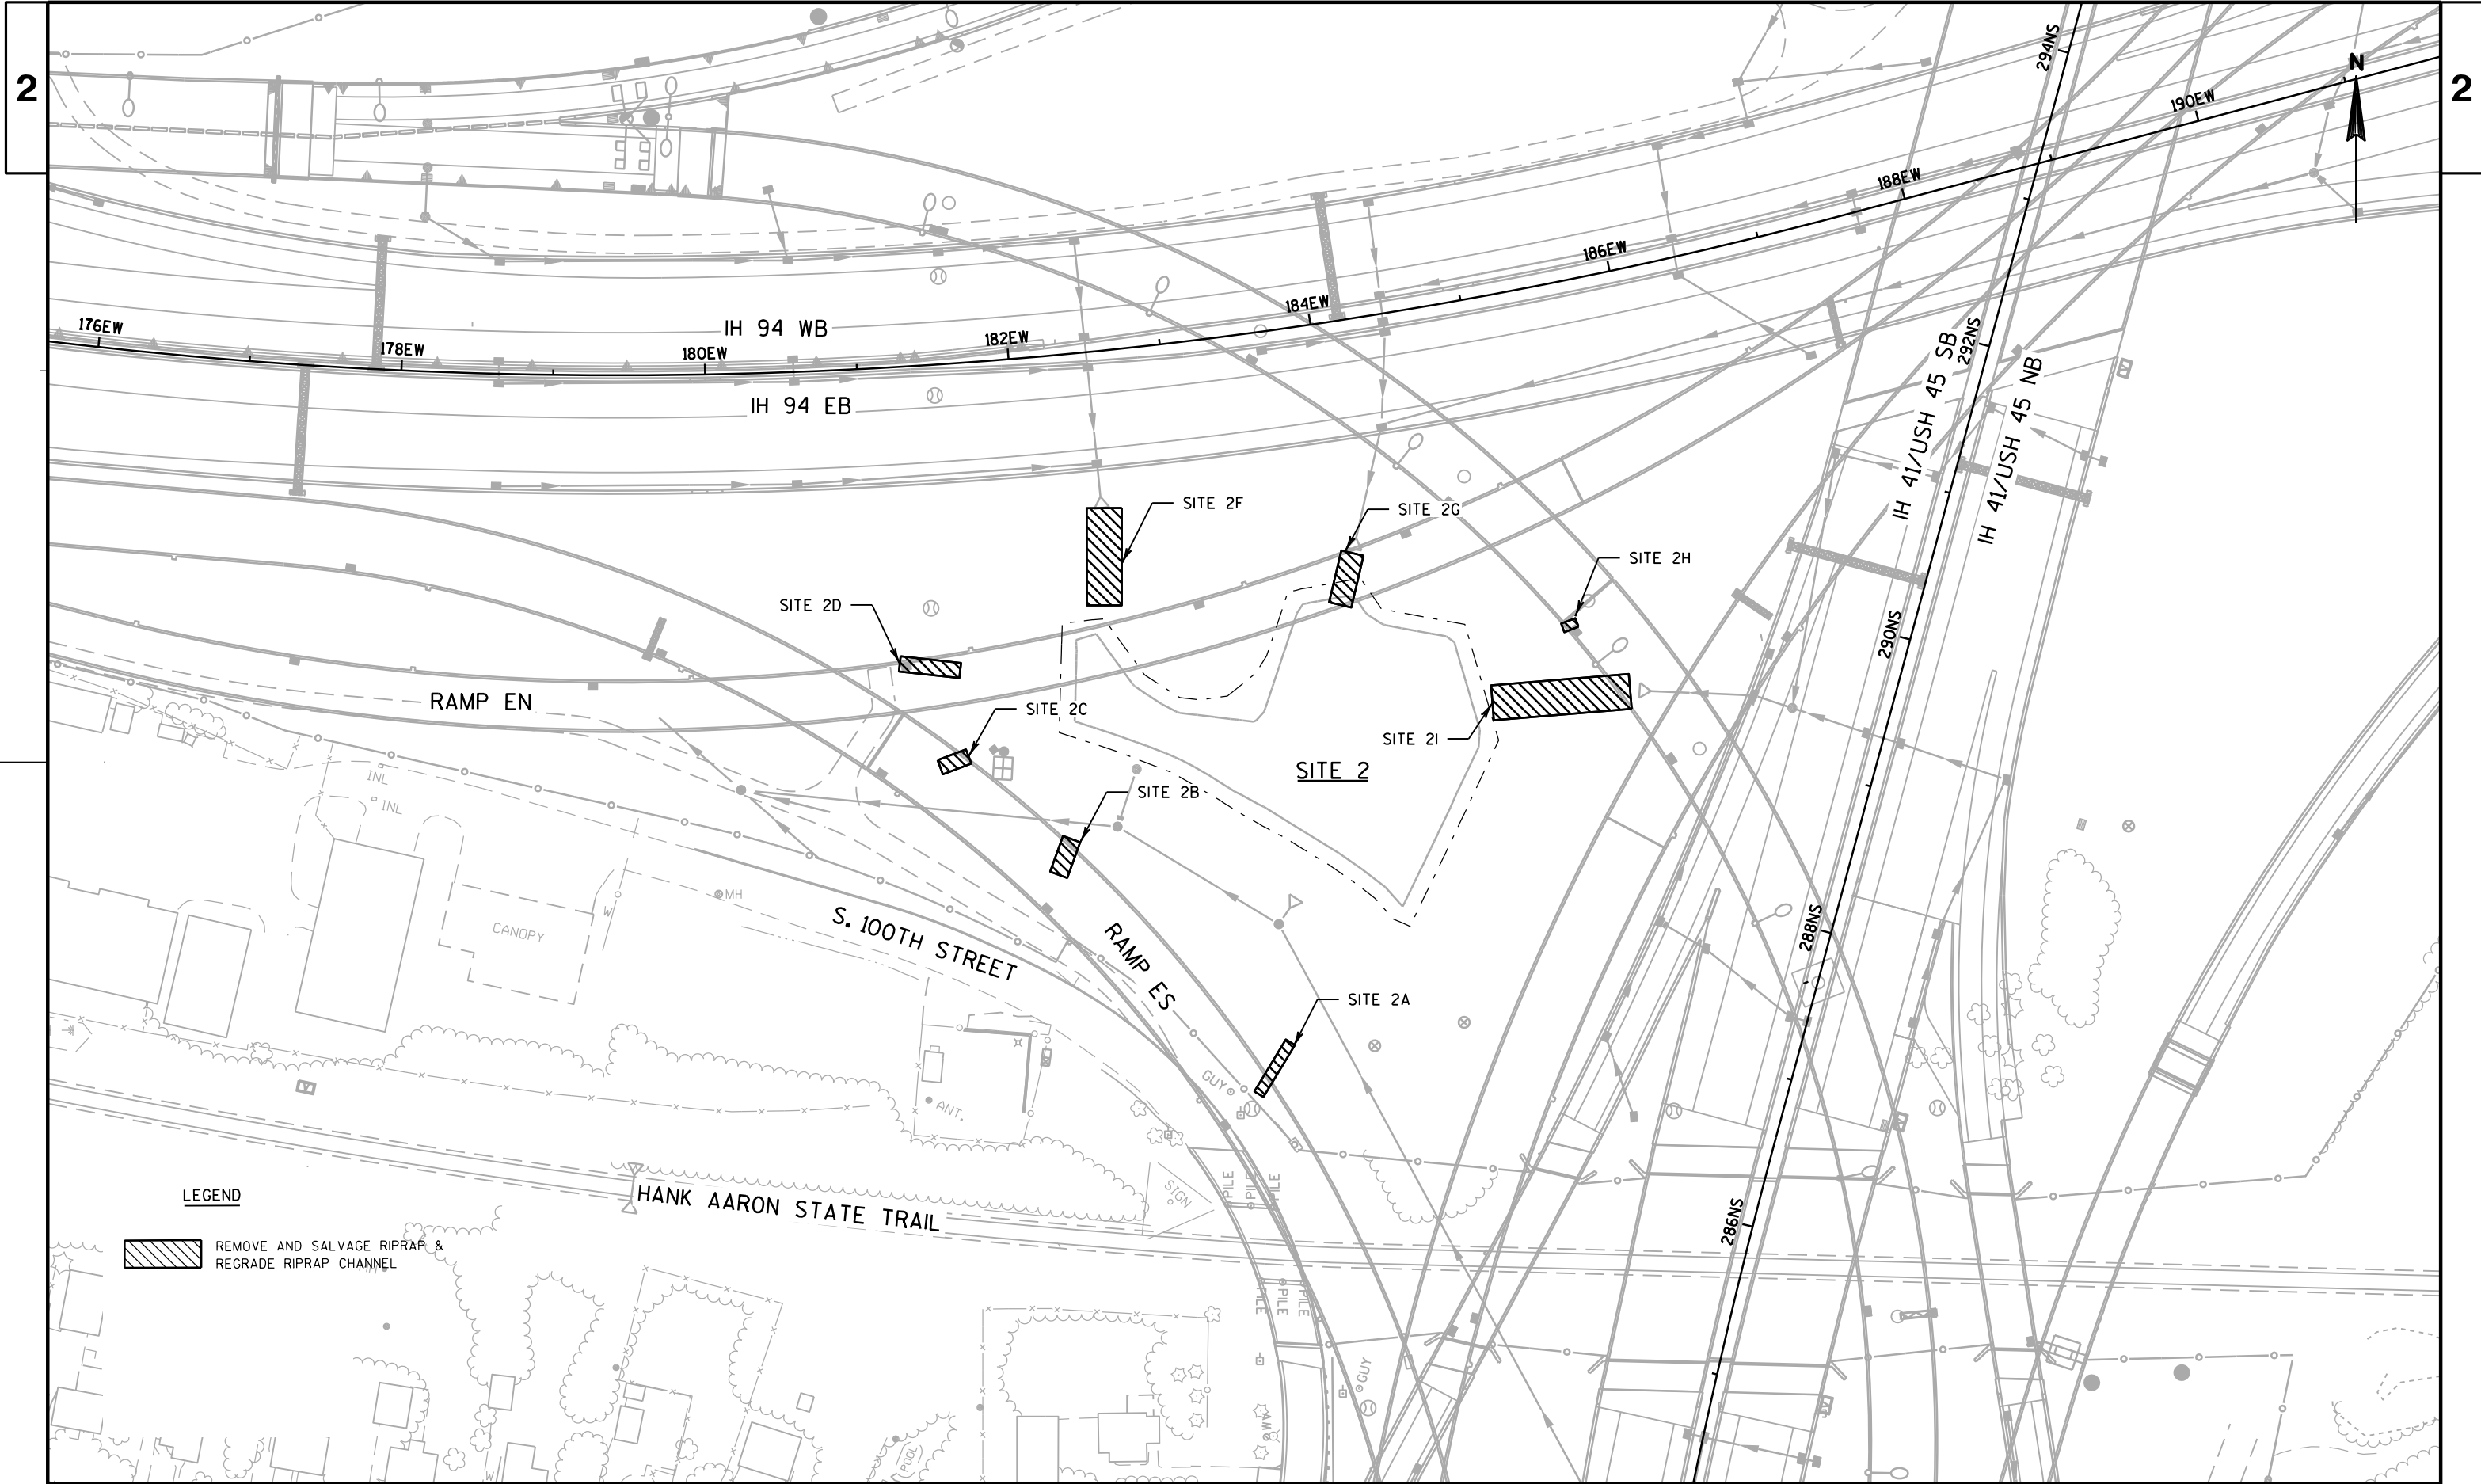 2
2
N
294NS
190EW
188EW
186EW
184EW
182EW
180EW
178EW
176EW
IH 94 WB
IH 94 EB
292NS
IH 41/USH 45 SB
IH 41/USH 45 NB
SITE 2F
SITE 2G
SITE 2H
SITE 2D
290NS
RAMP EN
SITE 2C
SITE 2I
SITE 2
SITE 2B
INL
INL
MH
W
CANOPY
S. 100TH STREET
RAMP ES
288NS
SITE 2A
GUY
ANT.
SIGN
PILE
PILE
PILE
HANK AARON STATE TRAIL
286NS
LEGEND
REMOVE AND SALVAGE RIPRAP &
REGRADE RIPRAP CHANNEL
PILE
PILE
PILE
GUY
POOL
W